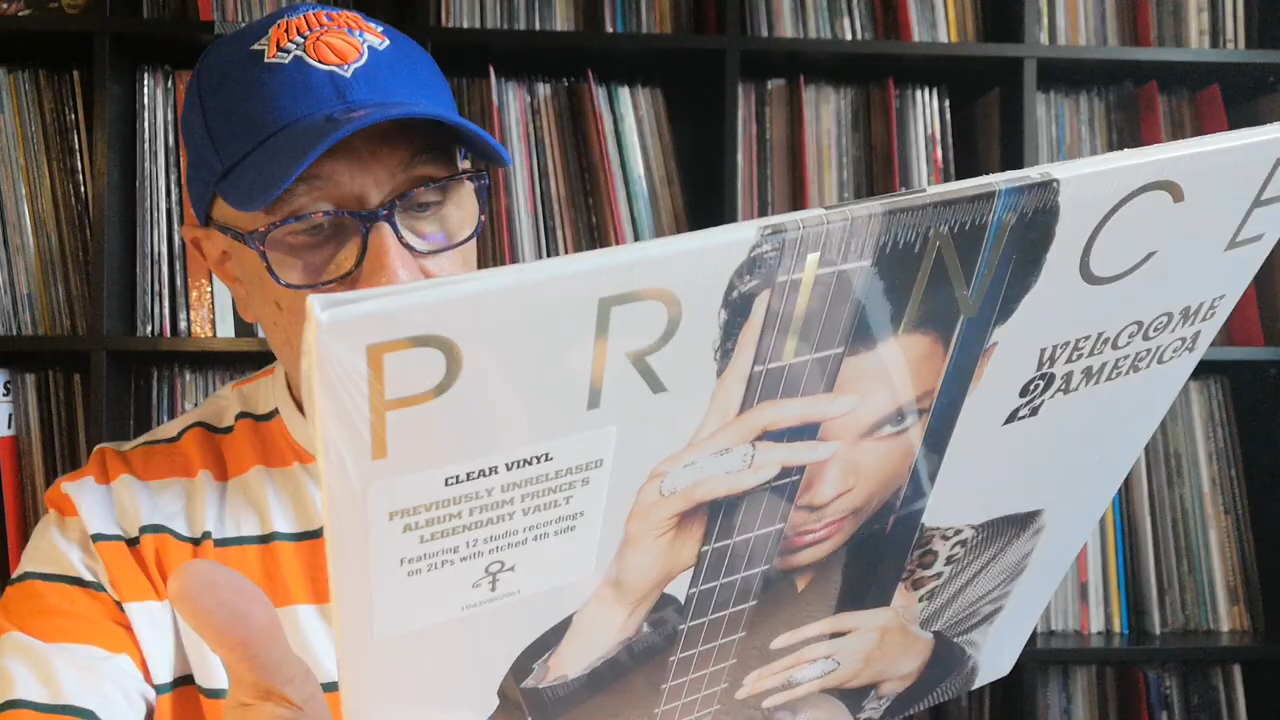 KNICKS
PRINCE
WELCOME
2 AMERICA
CLEAR VINYL
PREVIOUSLY UNRELEASED
ALBUM FROM PRINCE'S
LEGENDARY VAULT
Featuring 12 studio recordings
on 2LPs with etched 4th side